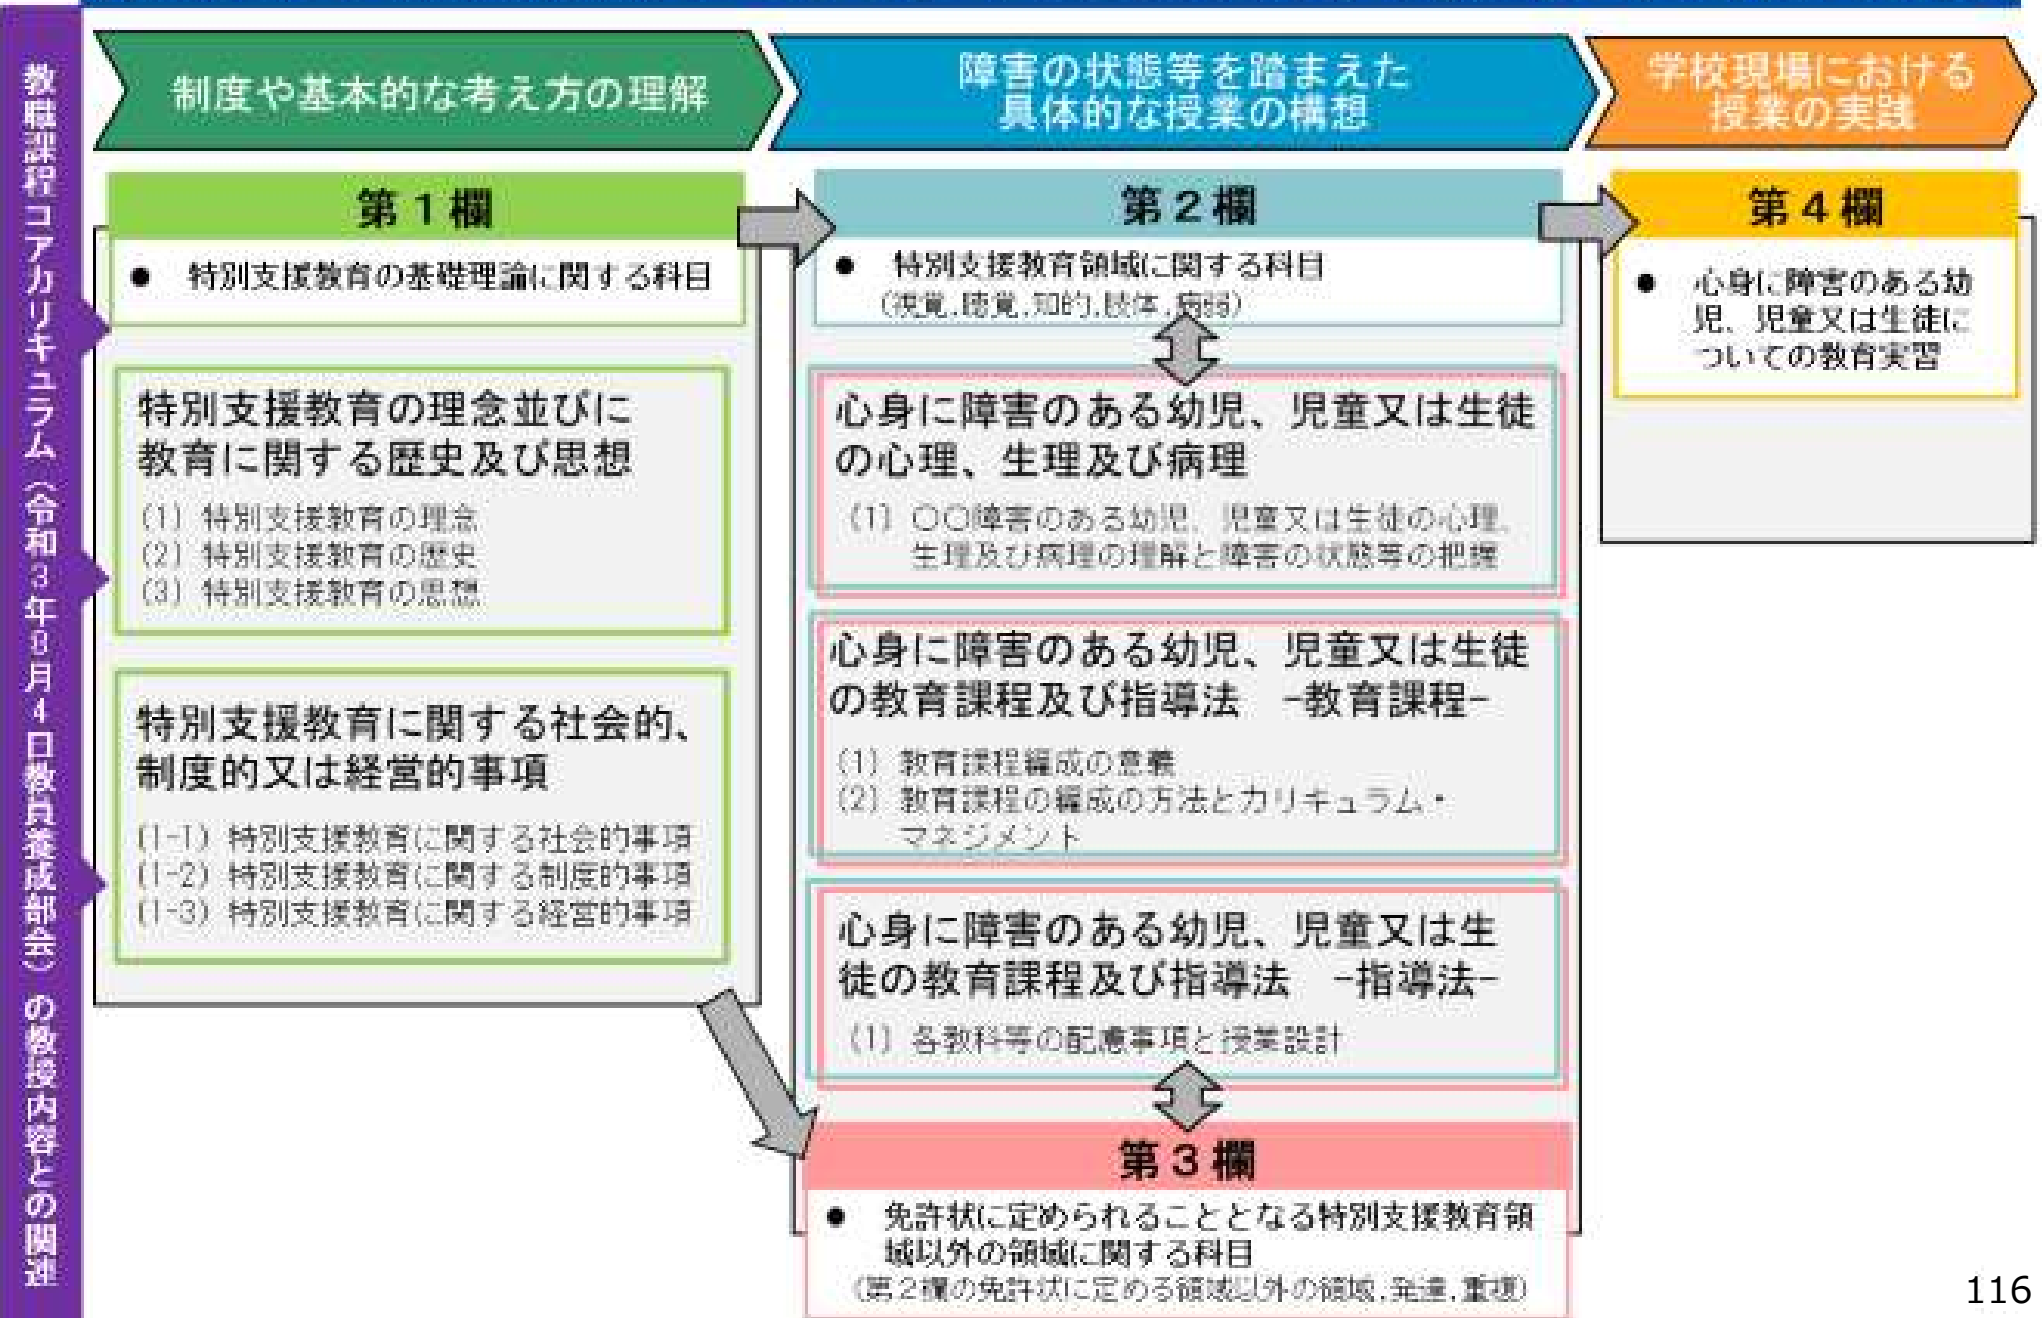 教職課程コアカリキュラム（令和3年8月4日教員養成部会）の教授内容との関連
制度や基本的な考え方の理解
障害の状態等を踏まえた
具体的な授業の構想
学校現場における
授業の実践
第１欄
● 特別支援教育の基礎理論に関する科目
特別支援教育の理念並びに
教育に関する歴史及び思想
(1) 特別支援教育の理念
(2) 特別支援教育の歴史
(3) 特別支援教育の思想
特別支援教育に関する社会的、
制度的又は経営的事項
(1-1) 特別支援教育に関する社会的事項
(1-2) 特別支援教育に関する制度的事項
(1-3) 特別支援教育に関する経営的事項
第２欄
● 特別支援教育領域に関する科目
（視覚,聴覚,知的,肢体,病弱）
心身に障害のある幼児、児童又は生徒
の心理、生理及び病理
(1) 〇〇障害のある幼児、児童又は生徒の心理、
生理及び病理の理解と障害の状態等の把握
心身に障害のある幼児、児童又は生徒
の教育課程及び指導法 -教育課程-
(1) 教育課程編成の意義
(2) 教育課程の編成の方法とカリキュラム・
マネジメント
心身に障害のある幼児、児童又は生
徒の教育課程及び指導法 -指導法-
(1) 各教科等の配慮事項と授業設計
第３欄
● 免許状に定められることとなる特別支援教育領
域以外の領域に関する科目
（第２欄の免許状に定める領域以外の領域,発達,重複）
第４欄
● 心身に障害のある幼
児、児童又は生徒に
ついての教育実習
116